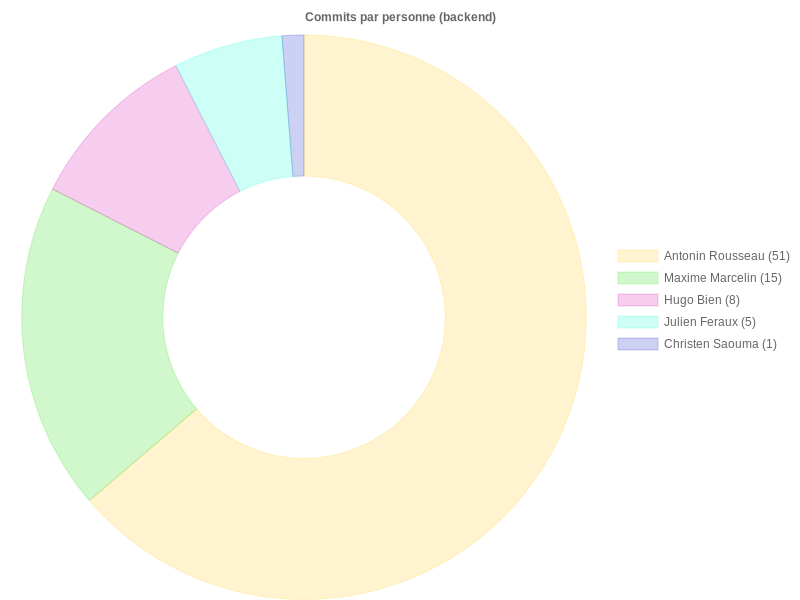 Commits par personne (backend)
Antonin Rousseau (51)
Maxime Marcelin (15)
Hugo Bien (8)
Julien Feraux (5)
Christen Saouma (1)